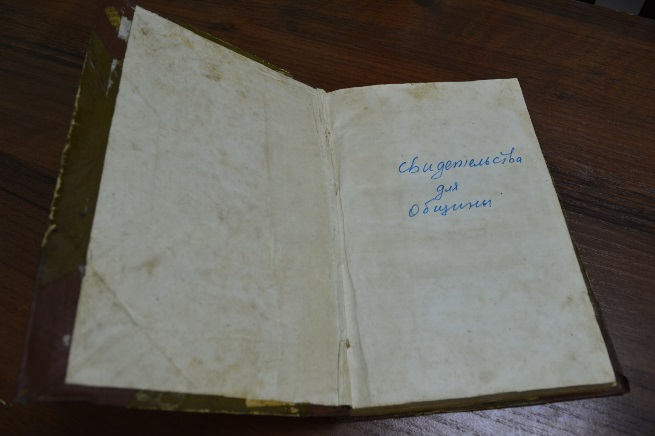 свидетельства
для
Общины